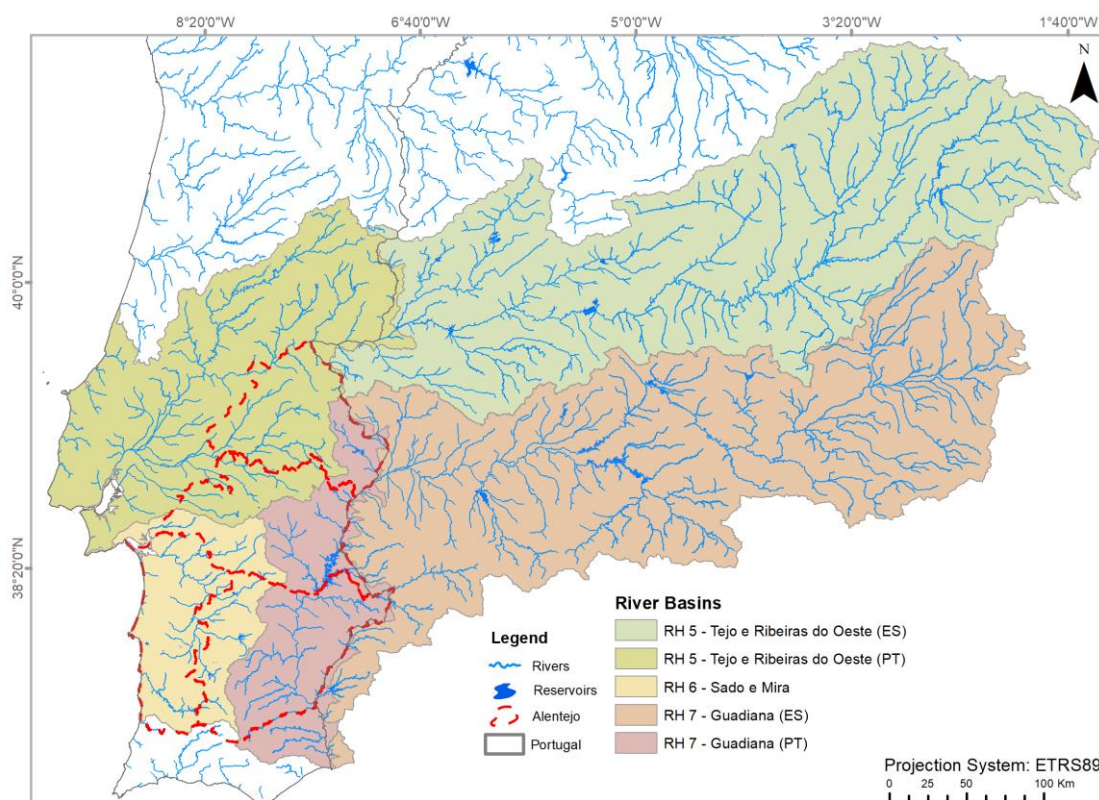 8°20'0"W 6°40'0"W 5°00'0"W 3°20'0"W 1°40'0"W
N
40°0'0"N
38°20'0"N
River Basins
RH 5 - Tejo e Ribeiras do Oeste (ES)
RH 5 - Tejo e Ribeiras do Oeste (PT)
RH 6 - Sado e Mira
RH 7 - Guadiana (ES)
RH 7 - Guadiana (PT)
Legend
Rivers
Reservoirs
Alentejo
Portugal
Projection System: ETRS89
0 25 50 100 Km